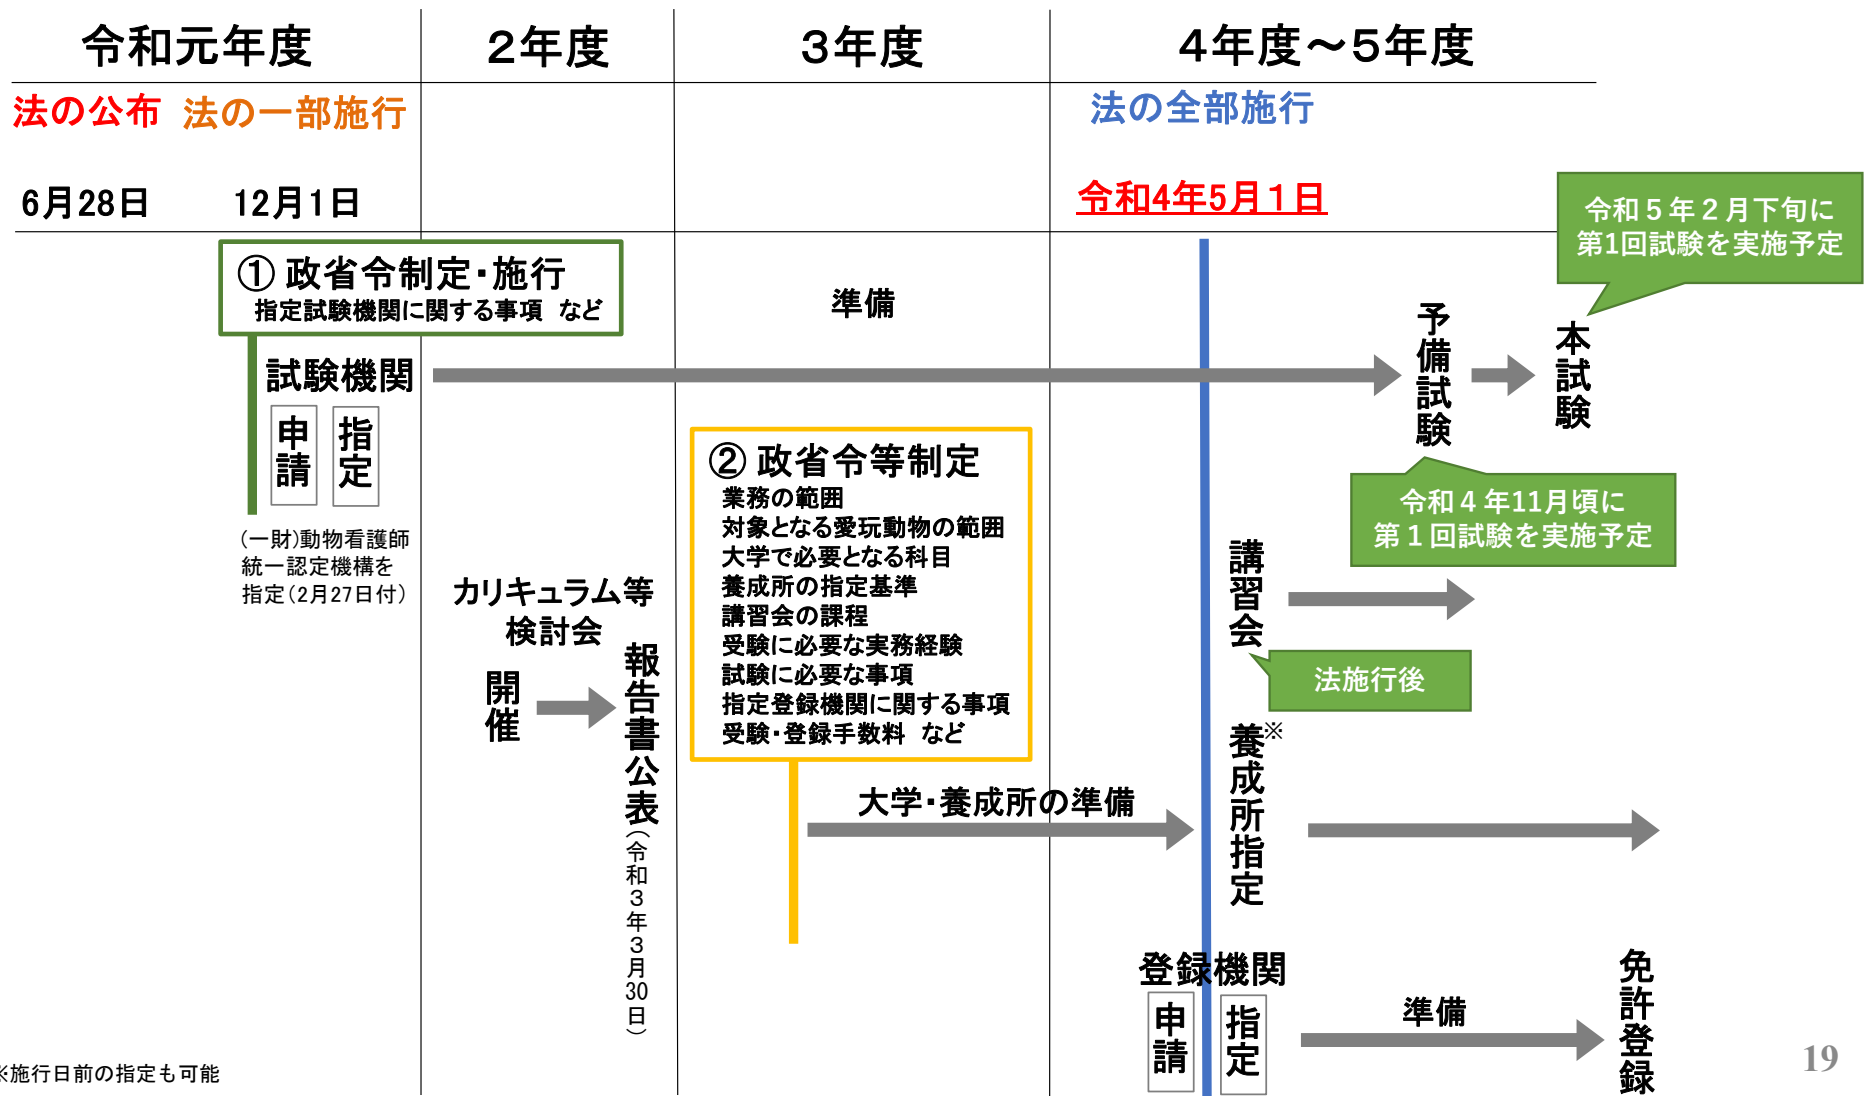 令和元年度
2年度
3年度
4年度～5年度
法の公布
法の一部施行
法の全部施行
6月28日
12月1日
令和4年5月1日
令和５年２月下旬に
第1回試験を実施予定
① 政省令制定・施行
指定試験機関に関する事項 など
準備
試験機関
申請
指定
予備試験
本試験
(一財)動物看護師
統一認定機構を
指定(2月27日付)
② 政省令等制定
業務の範囲
対象となる愛玩動物の範囲
大学で必要となる科目
養成所の指定基準
講習会の課程
受験に必要な実務経験
試験に必要な事項
指定登録機関に関する事項
受験・登録手数料 など
令和４年11月頃に
第１回試験を実施予定
カリキュラム等
検討会
開催
報告書公表
(令和３年３月30日)
講習会
法施行後
養成所指定※
大学・養成所の準備
登録機関
申請
指定
準備
免許登録
※施行日前の指定も可能
19